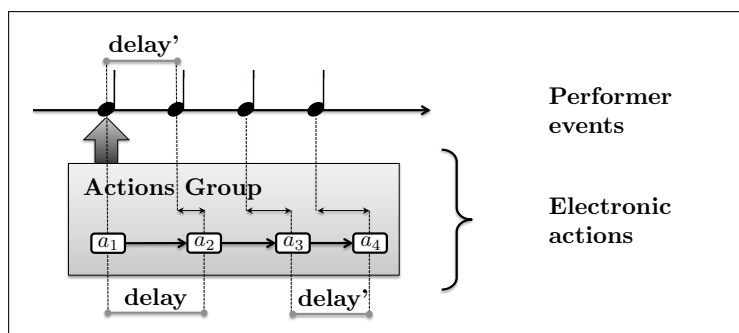 delay’
Performer
events
Actions Group
Electronic
actions
a1 a2 a3 a4
delay
delay’